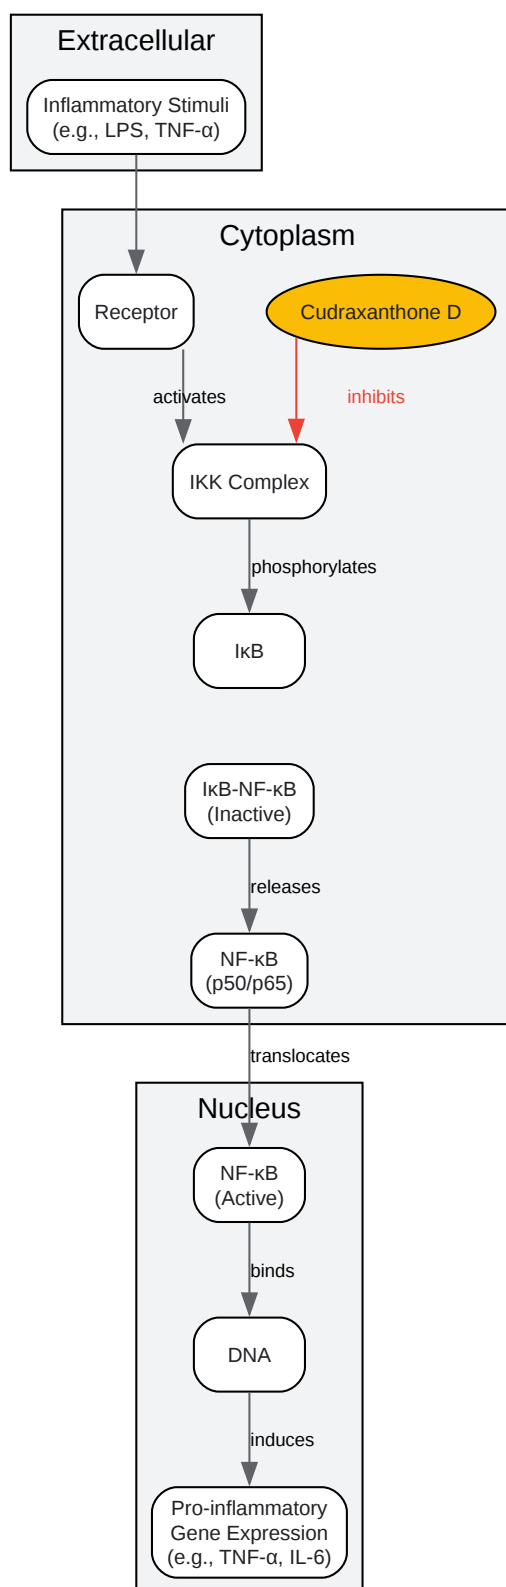 Extracellular
Inflammatory Stimuli
(e.g., LPS, TNF-α)
Cytoplasm
Receptor
Cudraxanthone D
activates
inhibits
IKK Complex
phosphorylates
IκB
IκB-NF-κB
(Inactive)
releases
NF-κB
(p50/p65)
translocates
Nucleus
NF-κB
(Active)
binds
DNA
induces
Pro-inflammatory
Gene Expression
(e.g., TNF-α, IL-6)